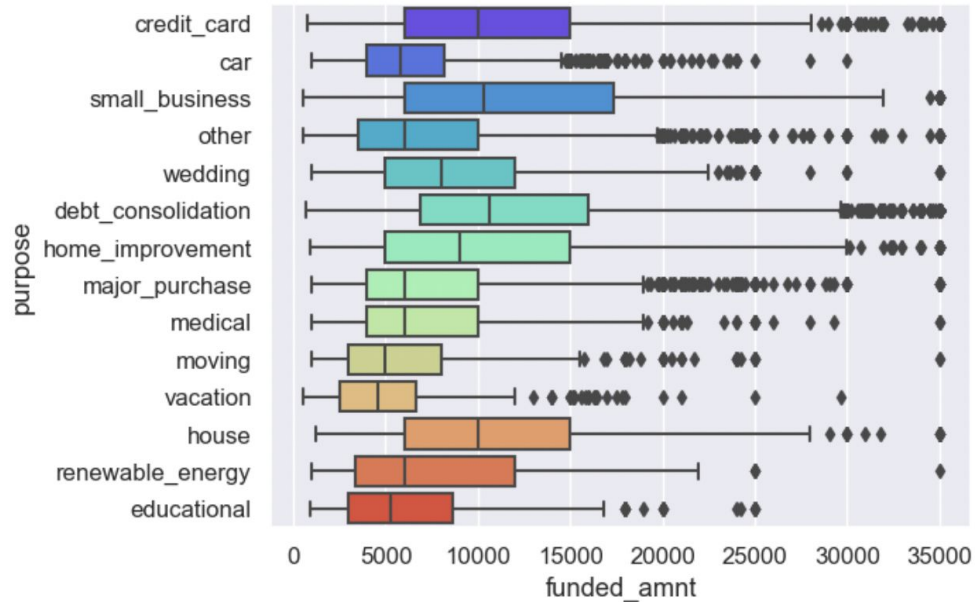 credit_card
car
small_business
other
wedding
debt_consolidation
home_improvement
major_purchase
medical
moving
vacation
house
renewable_energy
educational
purpose
0 5000 10000 15000 20000 25000 30000 35000
funded_amnt